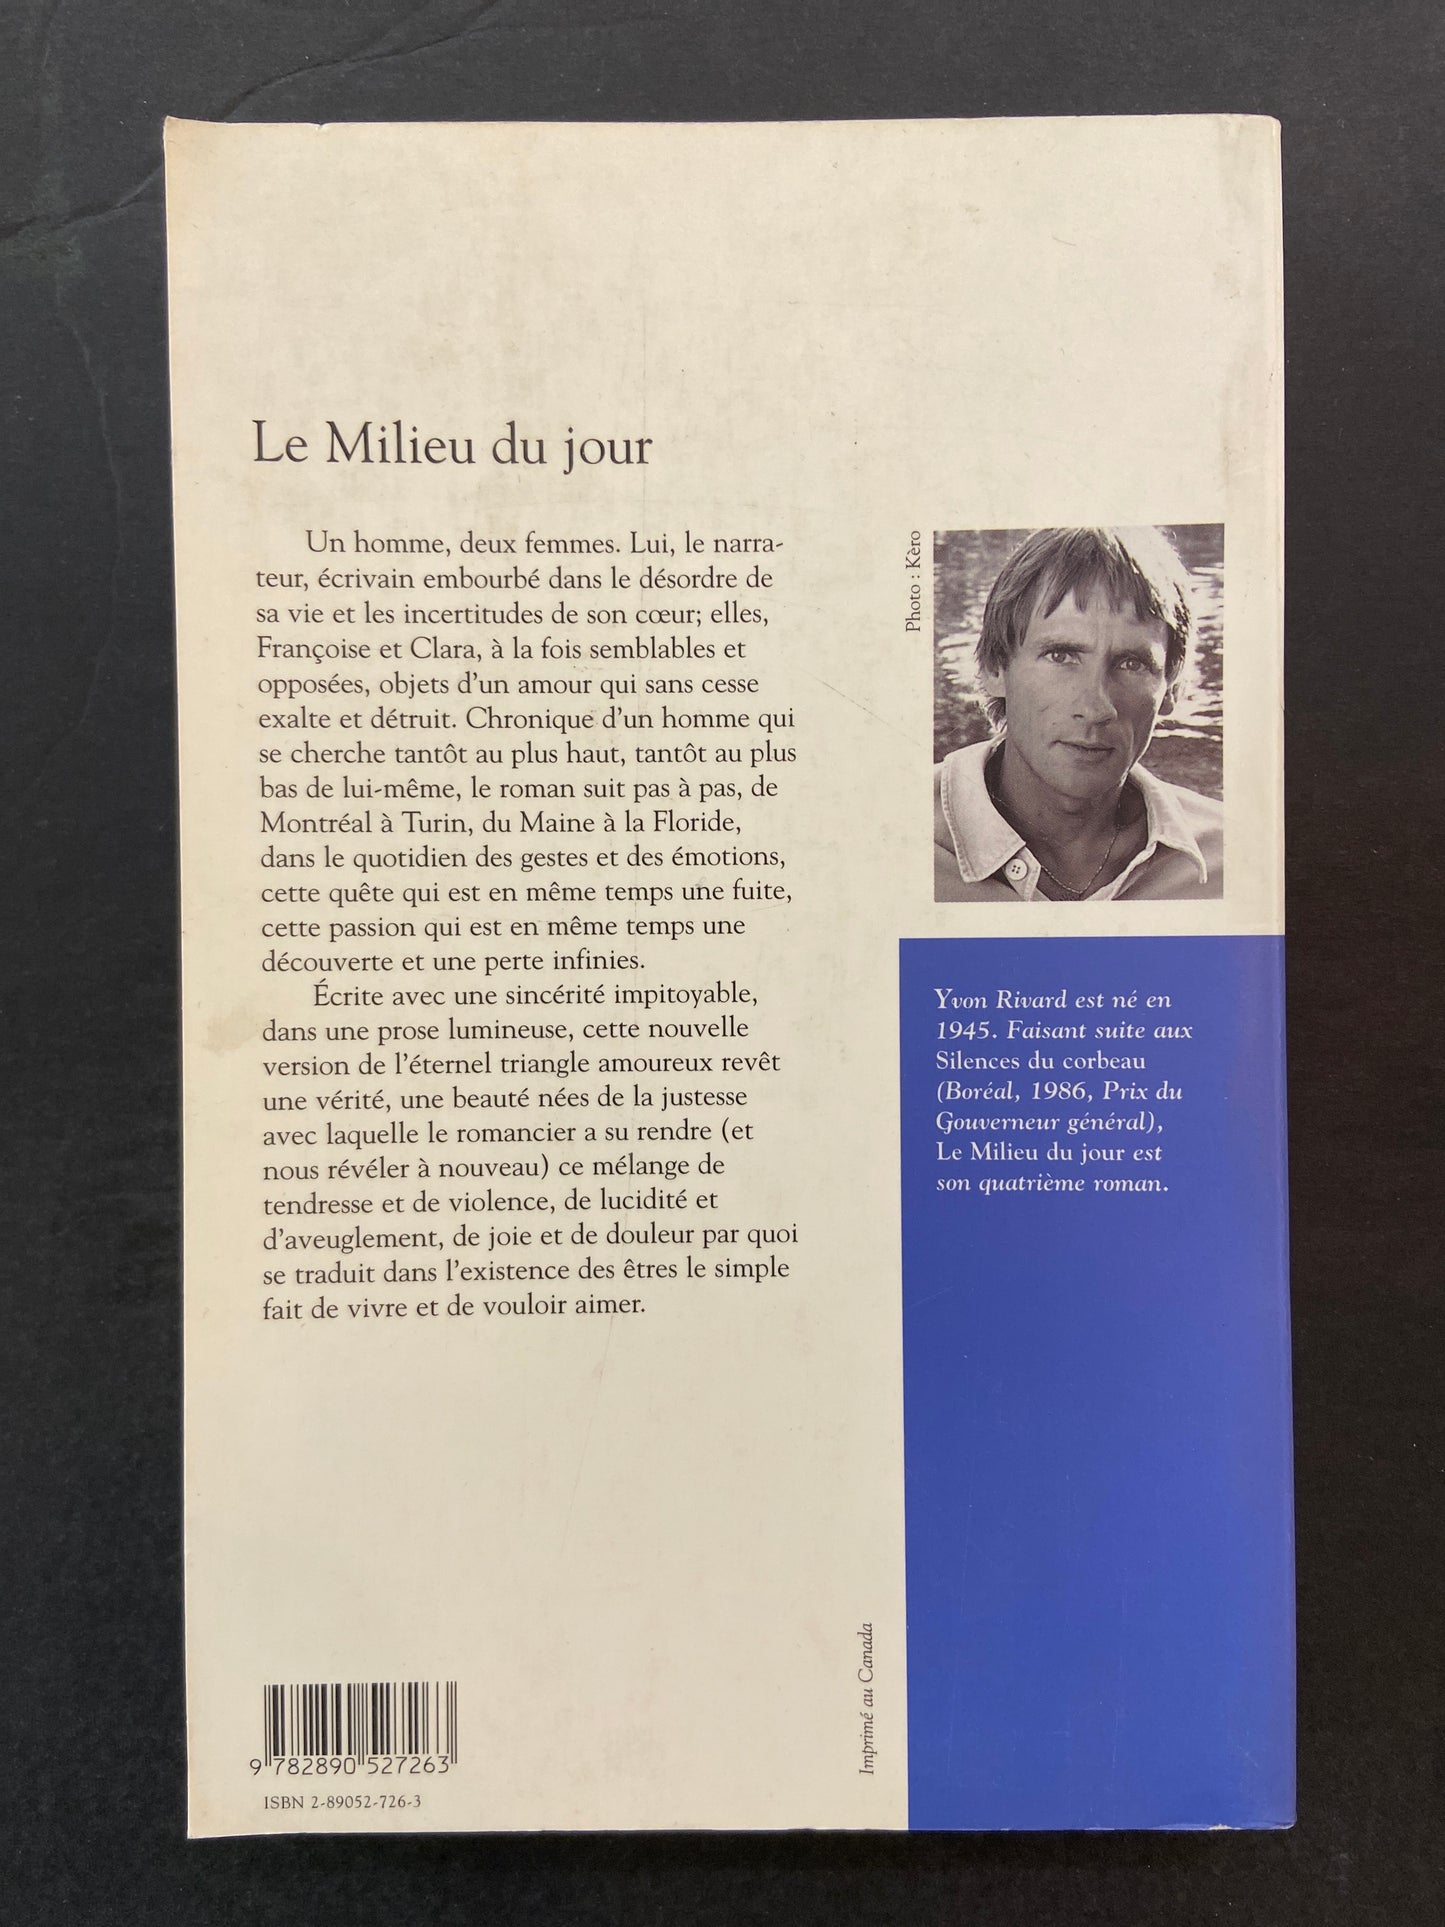 Le Milieu du jour
Un homme, deux femmes. Lui, le narra-
teur, écrivain embourbé dans le désordre de
sa vie et les incertitudes de son cœur; elles,
Françoise et Clara, à la fois semblables et
opposées, objets d'un amour qui sans cesse
exalte et détruit. Chronique d'un homme qui
se cherche tantôt au plus haut, tantôt au plus
bas de lui-même, le roman suit pas à pas, de
Montréal à Turin, du Maine à la Floride,
dans le quotidien des gestes et des émotions,
cette quête qui est en même temps une fuite,
cette passion qui est en même temps une
découverte et une perte infinies.
Écrite avec une sincérité impitoyable,
dans une prose lumineuse, cette nouvelle
version de l'éternel triangle amoureux revêt
une vérité, une beauté nées de la justesse
avec laquelle le romancier a su rendre (et
nous révéler à nouveau) ce mélange de
tendresse et de violence, de lucidité et
d'aveuglement, de joie et de douleur par quoi
se traduit dans l'existence des êtres le simple
fait de vivre et de vouloir aimer.
Photo : Kèro
Yvon Rivard est né en
1945. Faisant suite aux
Silences du corbeau
(Boréal, 1986, Prix du
Gouverneur général),
Le Milieu du jour est
son quatrième roman.
Imprimé au Canada
9 782890 527263
ISBN 2-89052-726-3